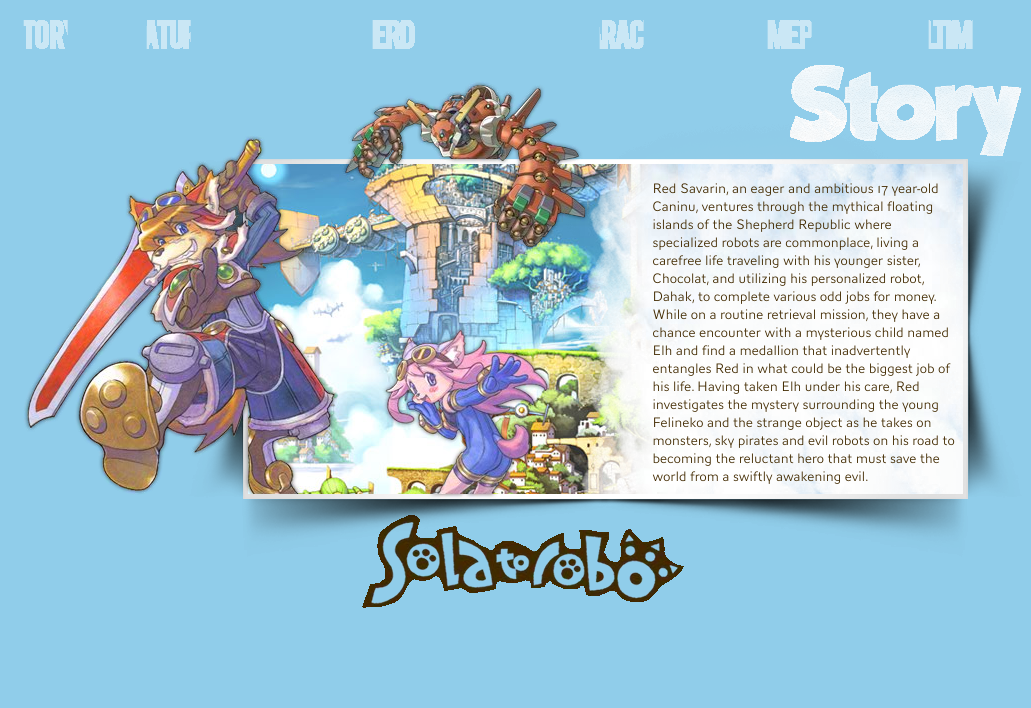 TOR
ATUR
ERO
ARAC
MEP
LTIM
Story
Red Savarin, an eager and ambitious 17 year-old
Caninu, ventures through the mythical floating
islands of the Shepherd Republic where
specialized robots are commonplace, living a
carefree life traveling with his younger sister,
Chocolat, and utilizing his personalized robot,
Dahak, to complete various odd jobs for money.
While on a routine retrieval mission, they have a
chance encounter with a mysterious child named
Elh and find a medallion that inadvertently
entangles Red in what could be the biggest job of
his life. Having taken Elh under his care, Red
investigates the mystery surrounding the young
Felineko and the strange object as he takes on
monsters, sky pirates and evil robots on his road to
becoming the reluctant hero that must save the
world from a swiftly awakening evil.
Solatorobo